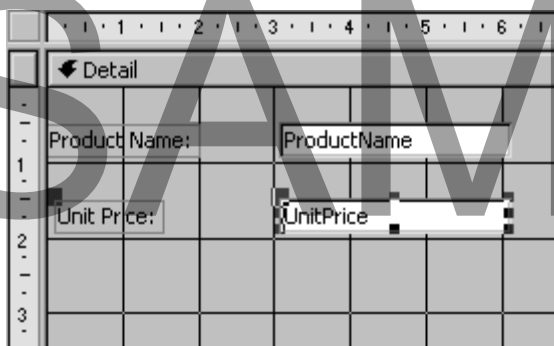 1 2 3 4 5 6
Detail
Product Name: ProductName
1
Unit Price: UnitPrice
2
3
SAM